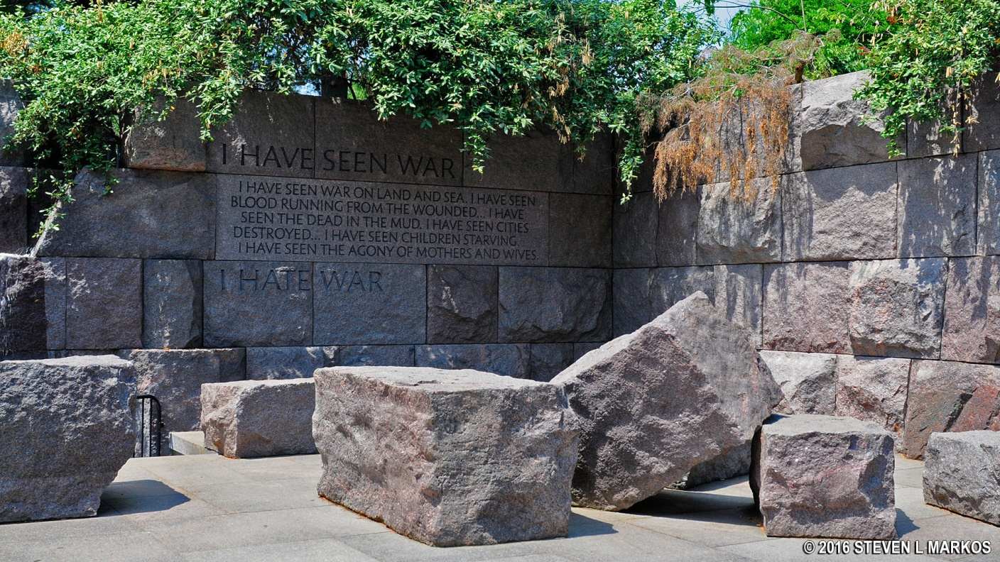 I HAVE SEEN WAR
I HAVE SEEN WAR ON LAND AND SEA. I HAVE SEEN
BLOOD RUNNING FROM THE WOUNDED... I HAVE
SEEN THE DEAD IN THE MUD. I HAVE SEEN CITIES
DESTROYED... I HAVE SEEN CHILDREN STARVING.
I HAVE SEEN THE AGONY OF MOTHERS AND WIVES.
I HATE WAR
© 2016 STEVEN L MARKOS